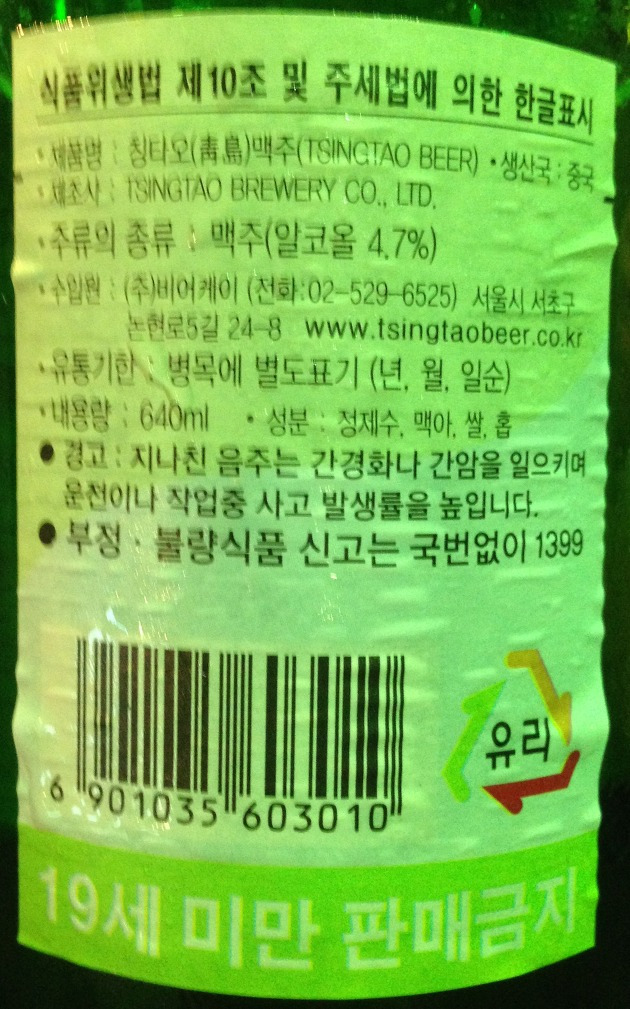 식품위생법 제10조 및 주세법에 의한 한글표시
• 제품명 : 칭타오(靑島)맥주(TSINGTAO BEER) • 생산국 : 중국
• 제조사 : TSINGTAO BREWERY CO., LTD.
• 주류의 종류 : 맥주(알코올 4.7%)
• 수입원 : (주)비어케이 (전화:02-529-6525) 서울시 서초구
논현로5길 24-8 www.tsingtaobeer.co.kr
• 유통기한 : 병목에 별도표기 (년, 월, 일순)
• 내용량 : 640ml • 성분 : 정제수, 맥아, 쌀, 홉
● 경고 : 지나친 음주는 간경화나 간암을 일으키며
운전이나 작업중 사고 발생률을 높입니다.
● 부정 · 불량식품 신고는 국번없이 1399
유리
6 901035 603010
19세 미만 판매금지